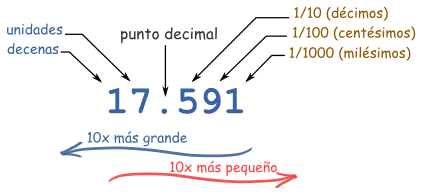 1/10 (décimos)
unidades
punto decimal
1/100 (centésimos)
decenas
1/1000 (milésimos)
17.591
10x más grande
10x más pequeño